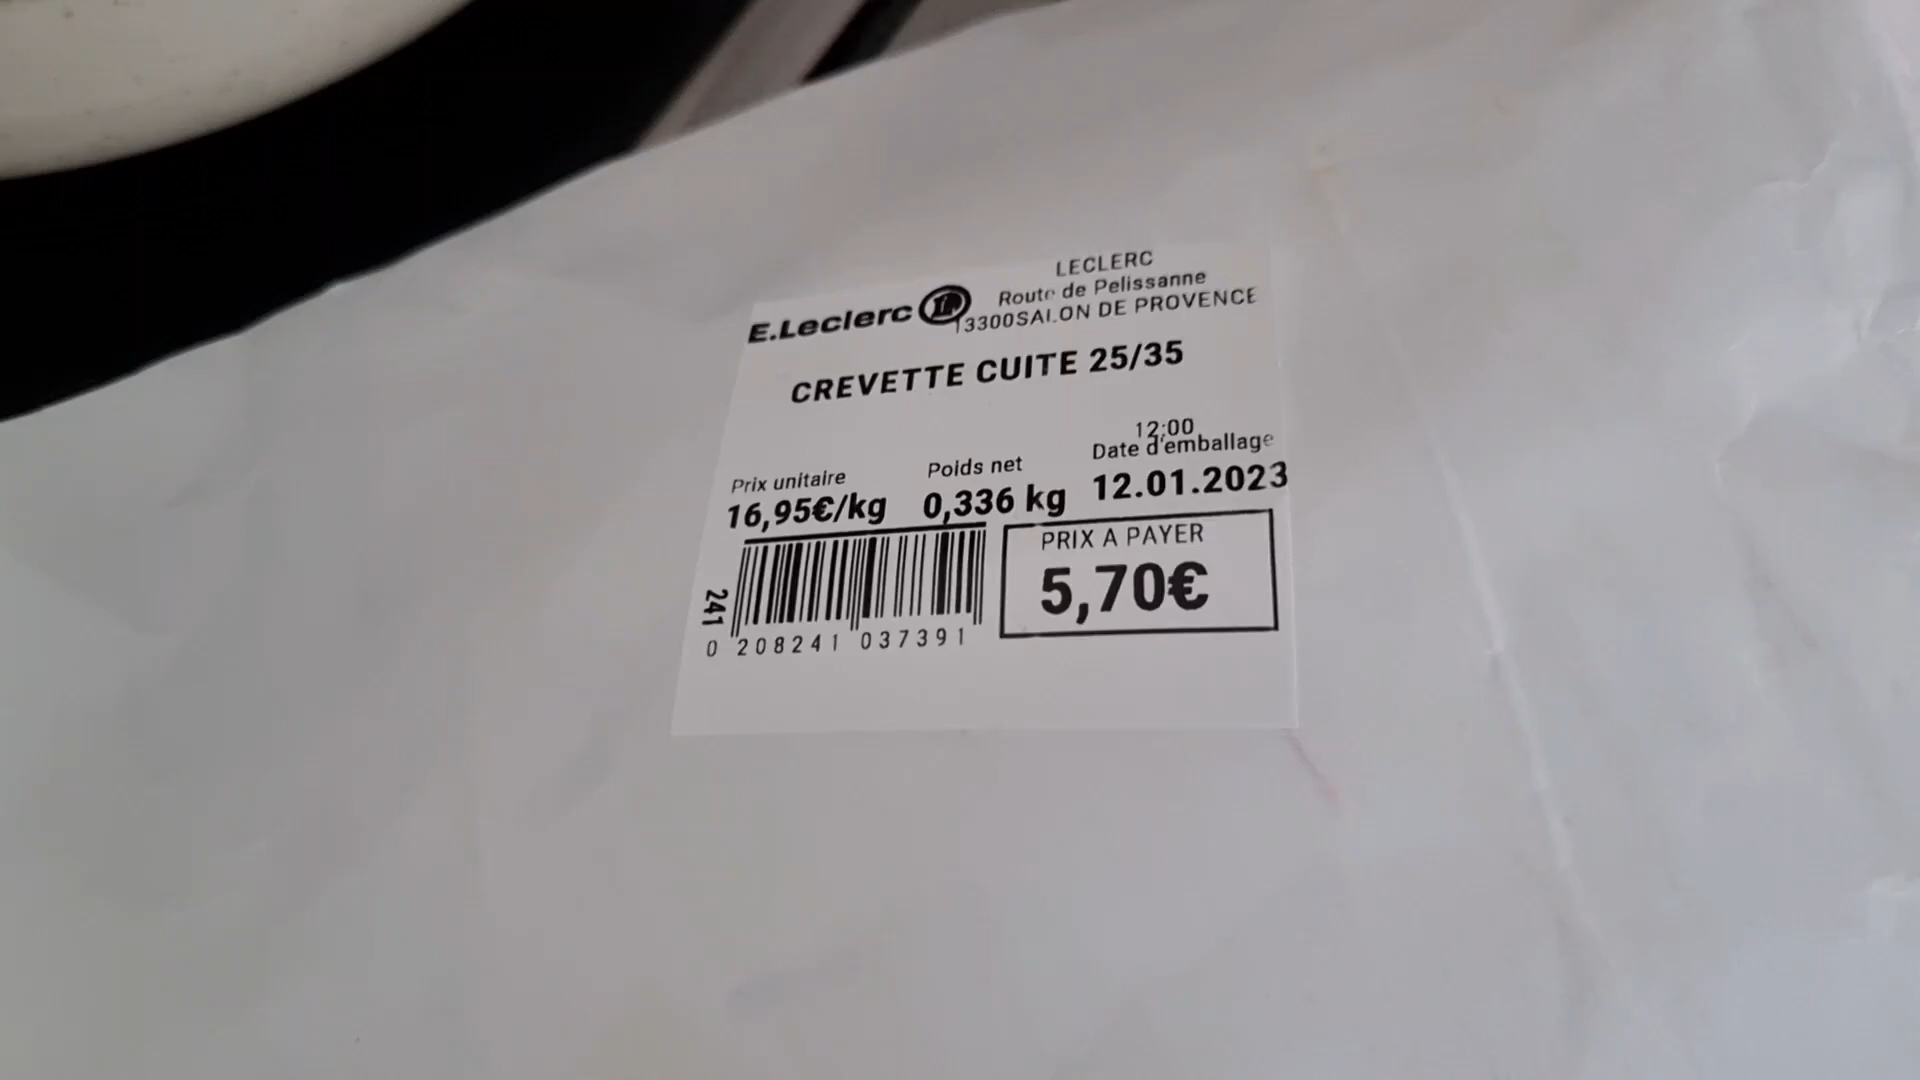 LECLERC
E.Leclerc L Route de Pelissanne
13300SALON DE PROVENCE
CREVETTE CUITE 25/35
12:00
Prix unitaire Poids net Date d'emballage
16,95€/kg 0,336 kg 12.01.2023
PRIX A PAYER
5,70€
241
0 208241 037391